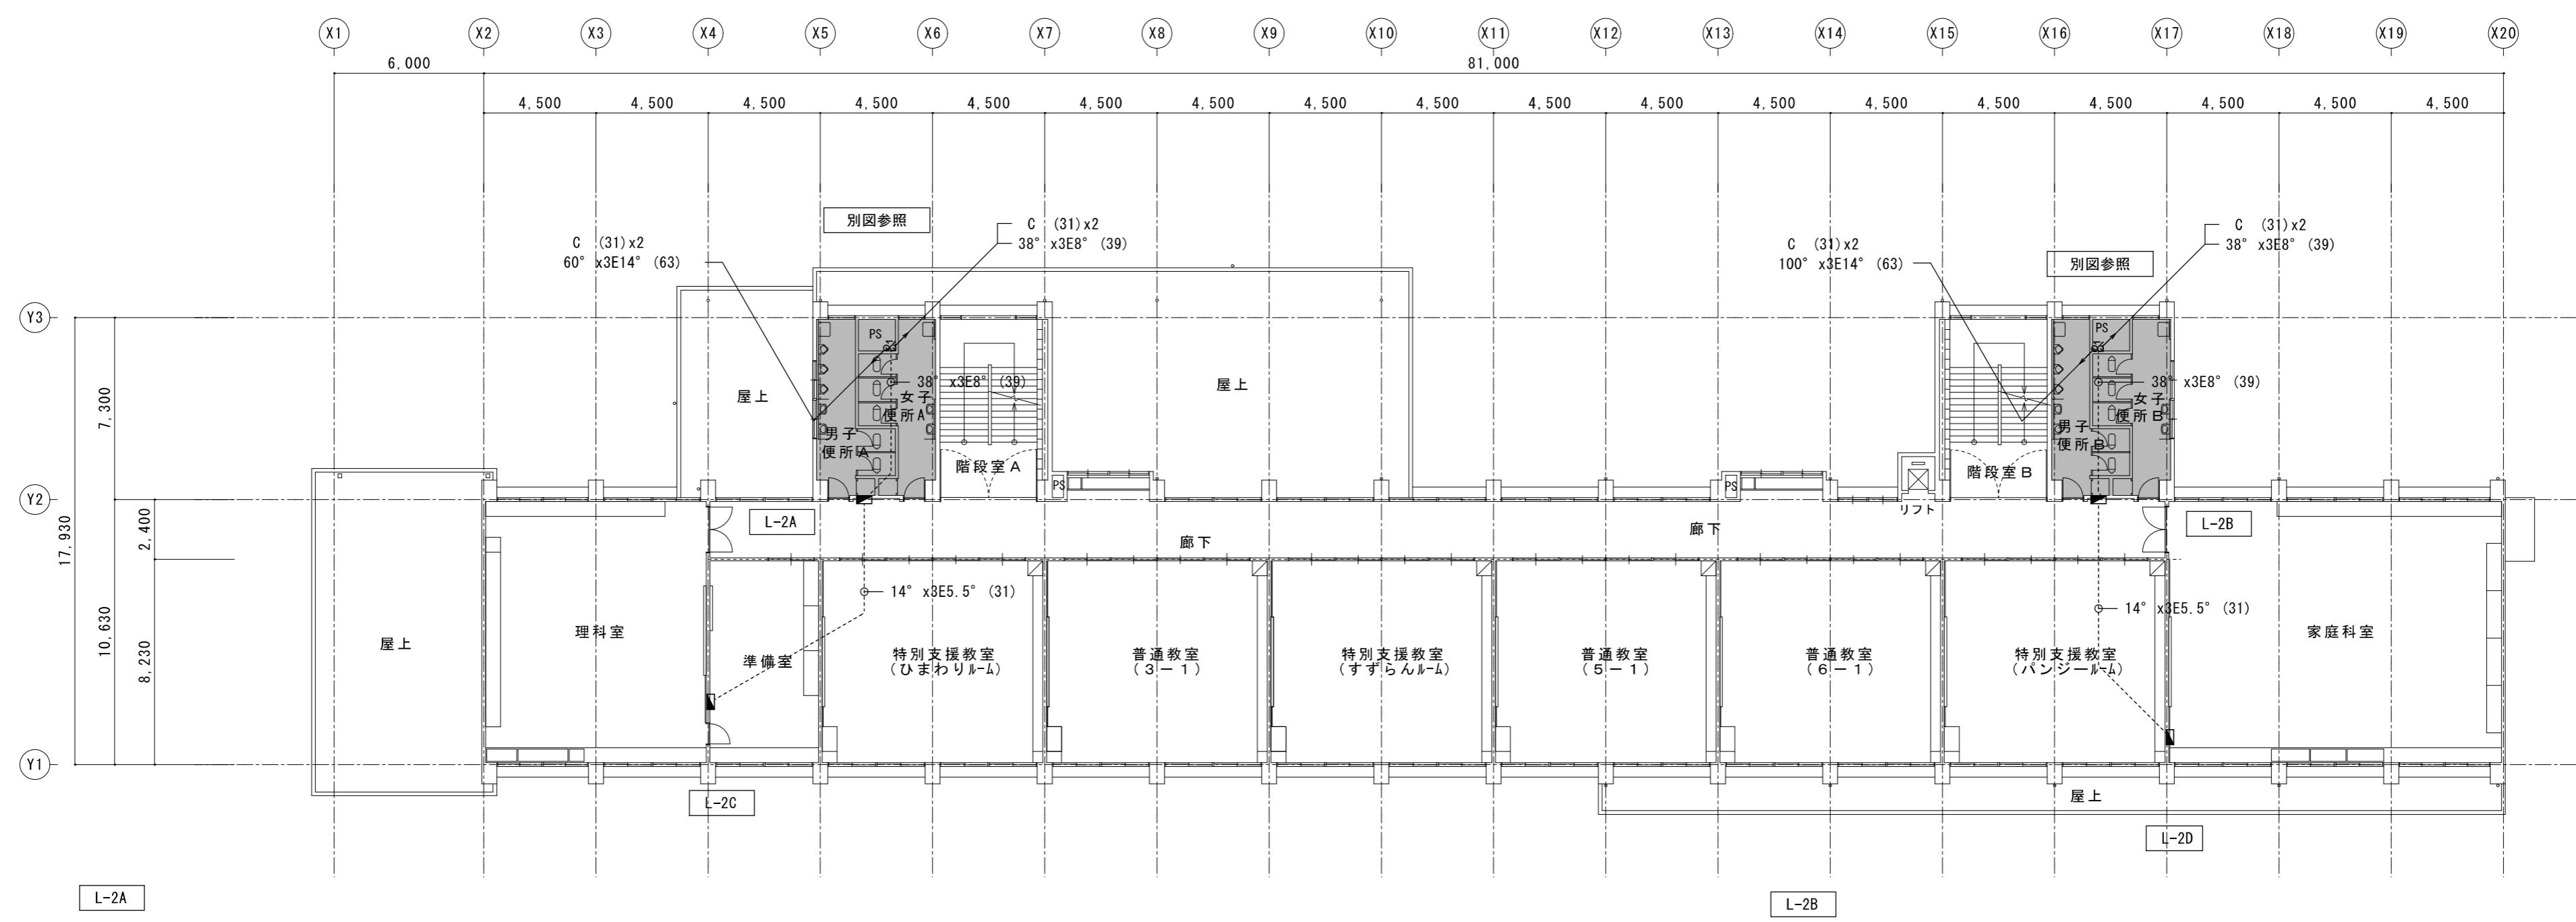 X1 X2 X3 X4 X5 X6 X7 X8 X9 X10 X11 X12 X13 X14 X15 X16 X17 X18 X19 X20
6,000 81,000
4,500 4,500 4,500 4,500 4,500 4,500 4,500 4,500 4,500 4,500 4,500 4,500 4,500 4,500 4,500 4,500 4,500 4,500
別図参照
C (31)x2
38° x3E8° (39)
C (31)x2
60° x3E14° (63)
C (31)x2
38° x3E8° (39)
C (31)x2
100° x3E14° (63)
別図参照
Y3
PS
PS
38° x3E8° (39)
38° x3E8° (39)
屋上
屋上
女子
便所A
男子
便所A
女子
便所B
男子
便所B
7,300
階段室A
階段室B
PS
PS
Y2
リフト
L-2A
L-2B
廊下
廊下
17,930
2,400
10,630
8,230
14° x3E5.5° (31)
14° x3E5.5° (31)
屋上
理科室
準備室
特別支援教室
(ひまわりルーム)
普通教室
(3-1)
特別支援教室
(すずらんルーム)
普通教室
(5-1)
普通教室
(6-1)
特別支援教室
(パンジールーム)
家庭科室
Y1
L-2C
屋上
L-2D
L-2A
L-2B